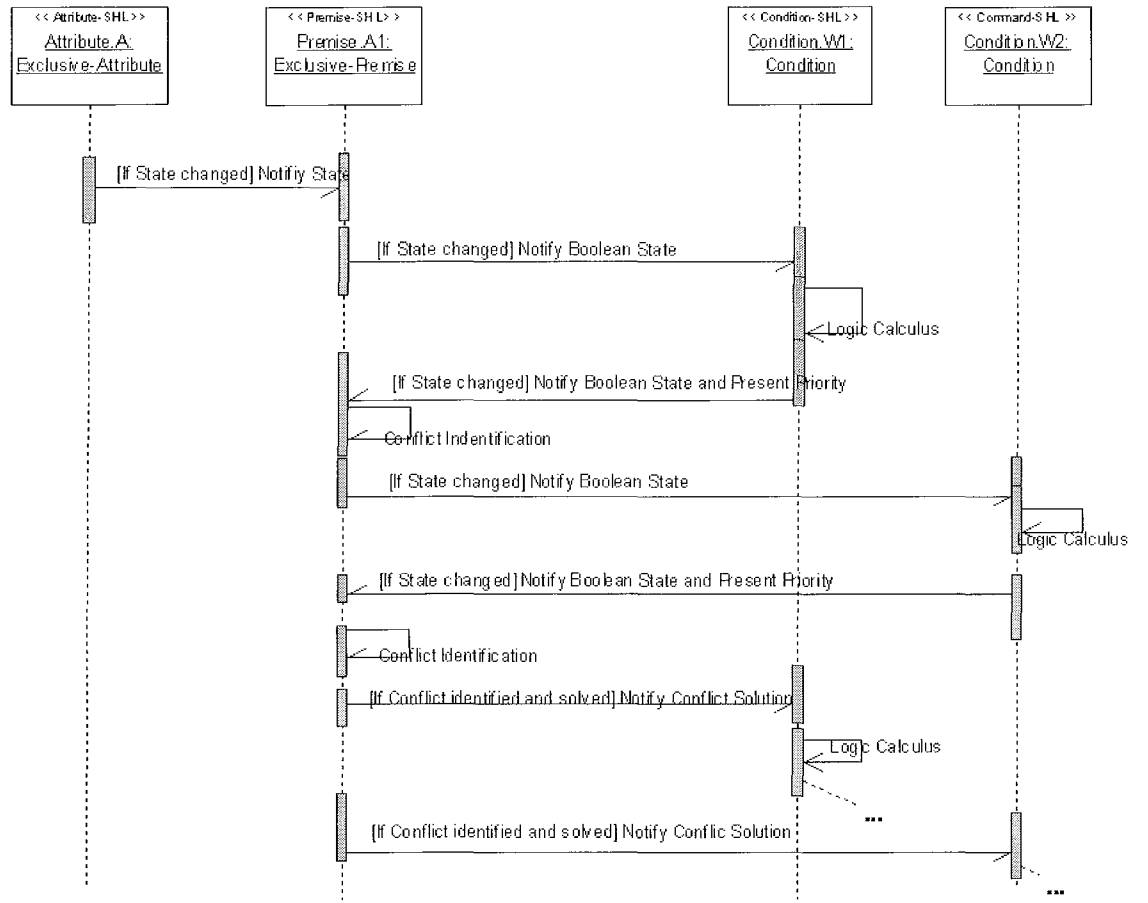 << Attribute-SHL>>
Attribute.A:
Exclusive-Attribute
<< Premise-SHL> >
Premise.A1:
Exclusive-Premise
<< Condition-SHL>>
Condition.W1:
Condition
<< Command-SHL >>
Condition.W2:
Condition
[If State changed] Notifiy State
[If State changed] Notify Boolean State
Logic Calculus
[If State changed] Notify Boolean State and Present Priority
Conflict Indentification
[If State changed] Notify Boolean State
Logic Calculus
[If State changed] Notify Boolean State and Present Priority
Conflict Identification
[If Conflict identified and solved] Notify Conflict Solution
Logic Calculus
...
[If Conflict identified and solved] Notify Conflic Solution
...